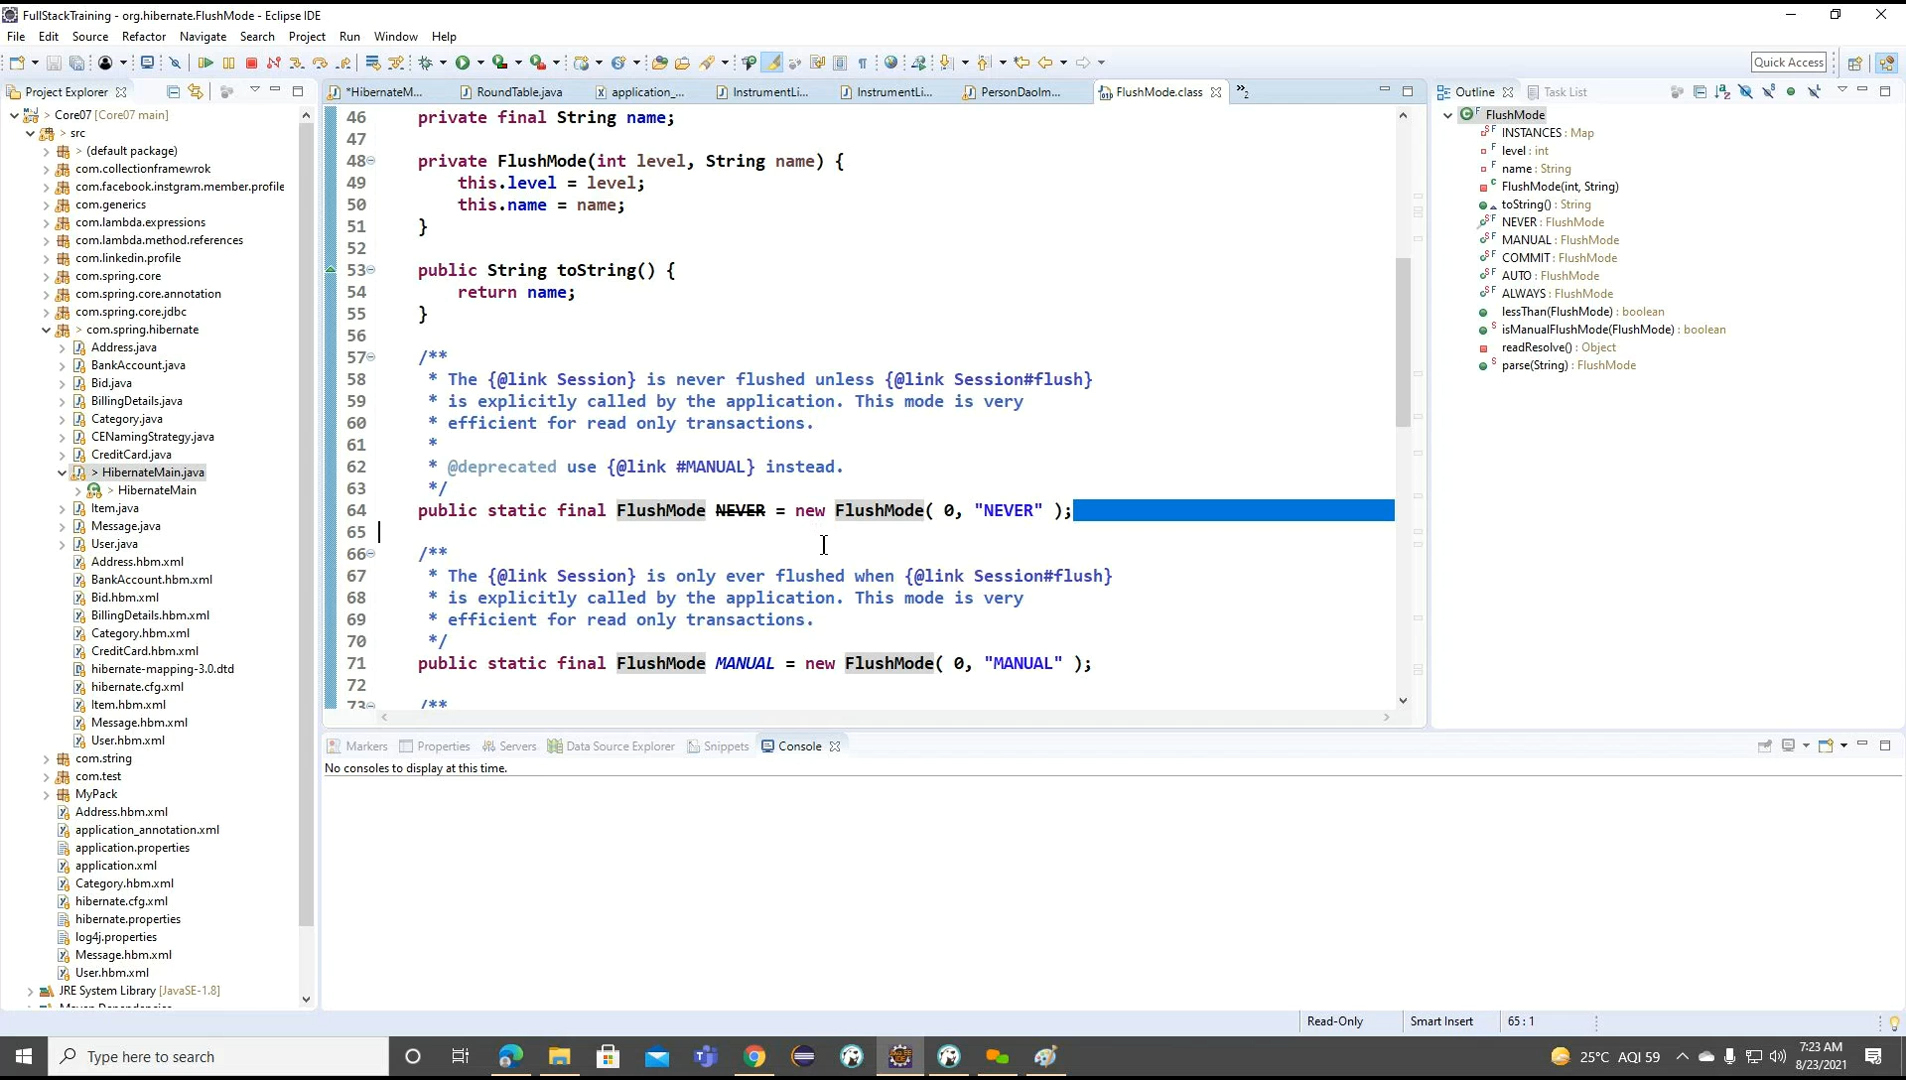 FullStackTraining - org.hibernate.FlushMode - Eclipse IDE
File Edit Source Refactor Navigate Search Project Run Window Help
Quick Access
Project Explorer
*HibernateM... RoundTable.java application_... InstrumentLi... InstrumentLi... PersonDaoIm... FlushMode.class »2
Outline Task List
> Core07 [Core07 main]
> src
> (default package)
com.collectionframewrok
com.facebook.instgram.member.profile
com.generics
com.lambda.expressions
com.lambda.method.references
com.linkedin.profile
com.spring.core
com.spring.core.annotation
com.spring.core.jdbc
> com.spring.hibernate
Address.java
BankAccount.java
Bid.java
BillingDetails.java
Category.java
CENamingStrategy.java
CreditCard.java
> HibernateMain.java
> HibernateMain
Item.java
Message.java
User.java
Address.hbm.xml
BankAccount.hbm.xml
Bid.hbm.xml
BillingDetails.hbm.xml
Category.hbm.xml
CreditCard.hbm.xml
hibernate-mapping-3.0.dtd
hibernate.cfg.xml
Item.hbm.xml
Message.hbm.xml
User.hbm.xml
com.string
com.test
MyPack
Address.hbm.xml
application_annotation.xml
application.properties
application.xml
Category.hbm.xml
hibernate.cfg.xml
hibernate.properties
log4j.properties
Message.hbm.xml
User.hbm.xml
JRE System Library [JavaSE-1.8]
46 private final String name;
47
48 private FlushMode(int level, String name) {
49 this.level = level;
50 this.name = name;
51 }
52
53 public String toString() {
54 return name;
55 }
56
57 /**
58 * The {@link Session} is never flushed unless {@link Session#flush}
59 * is explicitly called by the application. This mode is very
60 * efficient for read only transactions.
61 *
62 * @deprecated use {@link #MANUAL} instead.
63 */
64 public static final FlushMode NEVER = new FlushMode( 0, "NEVER" );
65
66 /**
67 * The {@link Session} is only ever flushed when {@link Session#flush}
68 * is explicitly called by the application. This mode is very
69 * efficient for read only transactions.
70 */
71 public static final FlushMode MANUAL = new FlushMode( 0, "MANUAL" );
72
73 /**
FlushMode
INSTANCES : Map
level : int
name : String
FlushMode(int, String)
toString() : String
NEVER : FlushMode
MANUAL : FlushMode
COMMIT : FlushMode
AUTO : FlushMode
ALWAYS : FlushMode
lessThan(FlushMode) : boolean
isManualFlushMode(FlushMode) : boolean
readResolve() : Object
parse(String) : FlushMode
Markers Properties Servers Data Source Explorer Snippets Console
No consoles to display at this time.
Read-Only Smart Insert 65 : 1
Type here to search
25°C AQI 59
7:23 AM
8/23/2021